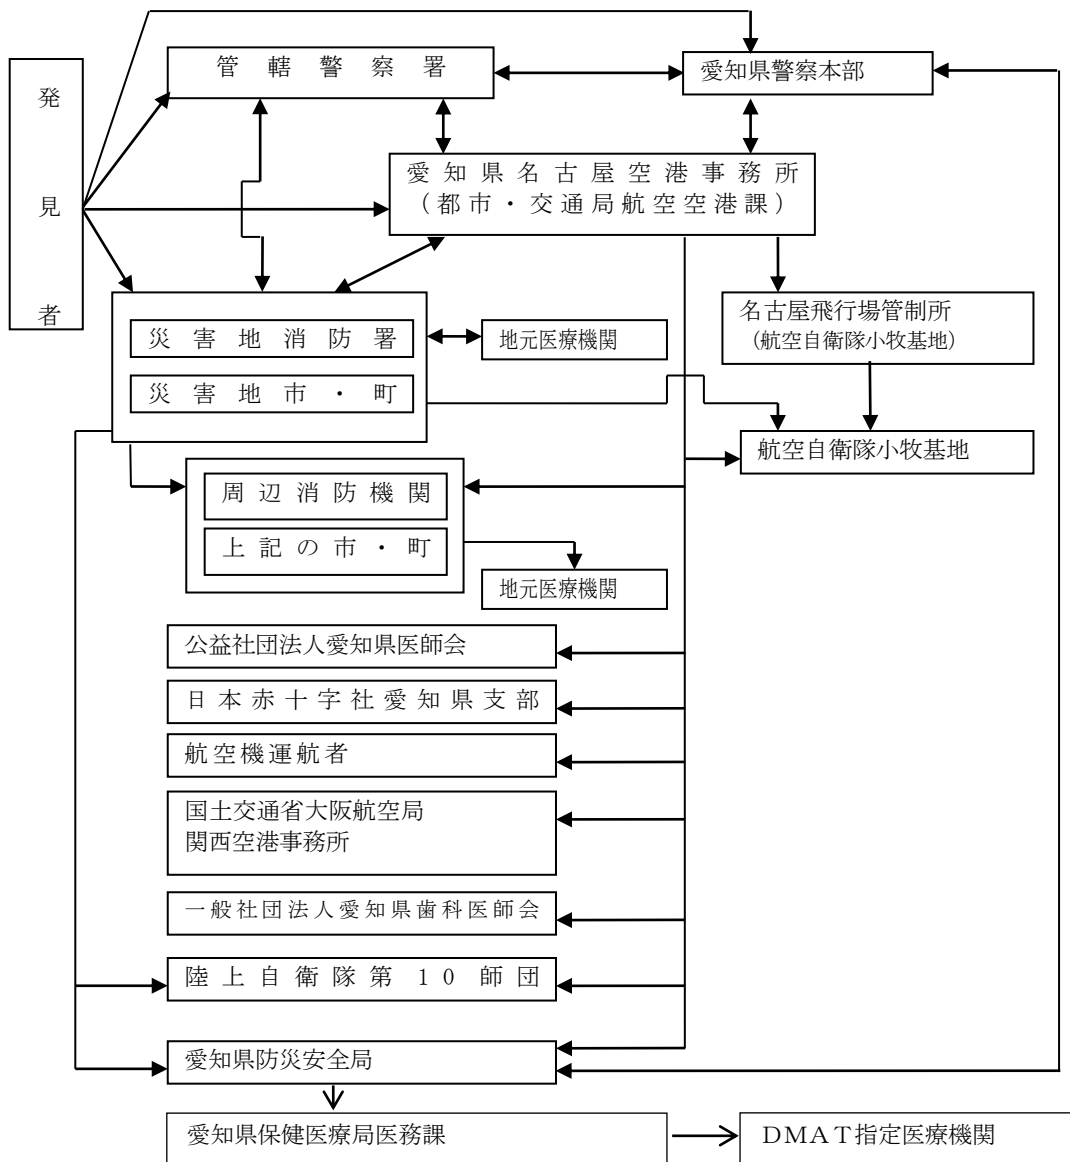 発見者
管轄警察署
愛知県警察本部
愛知県名古屋空港事務所
（都市・交通局航空空港課）
災害地消防署
災害地市・町
地元医療機関
名古屋飛行場管制所
(航空自衛隊小牧基地)
航空自衛隊小牧基地
周辺消防機関
上記の市・町
地元医療機関
公益社団法人愛知県医師会
日本赤十字社愛知県支部
航空機運航者
国土交通省大阪航空局
関西空港事務所
一般社団法人愛知県歯科医師会
陸上自衛隊第10師団
愛知県防災安全局
愛知県保健医療局医務課
ＤＭＡＴ指定医療機関